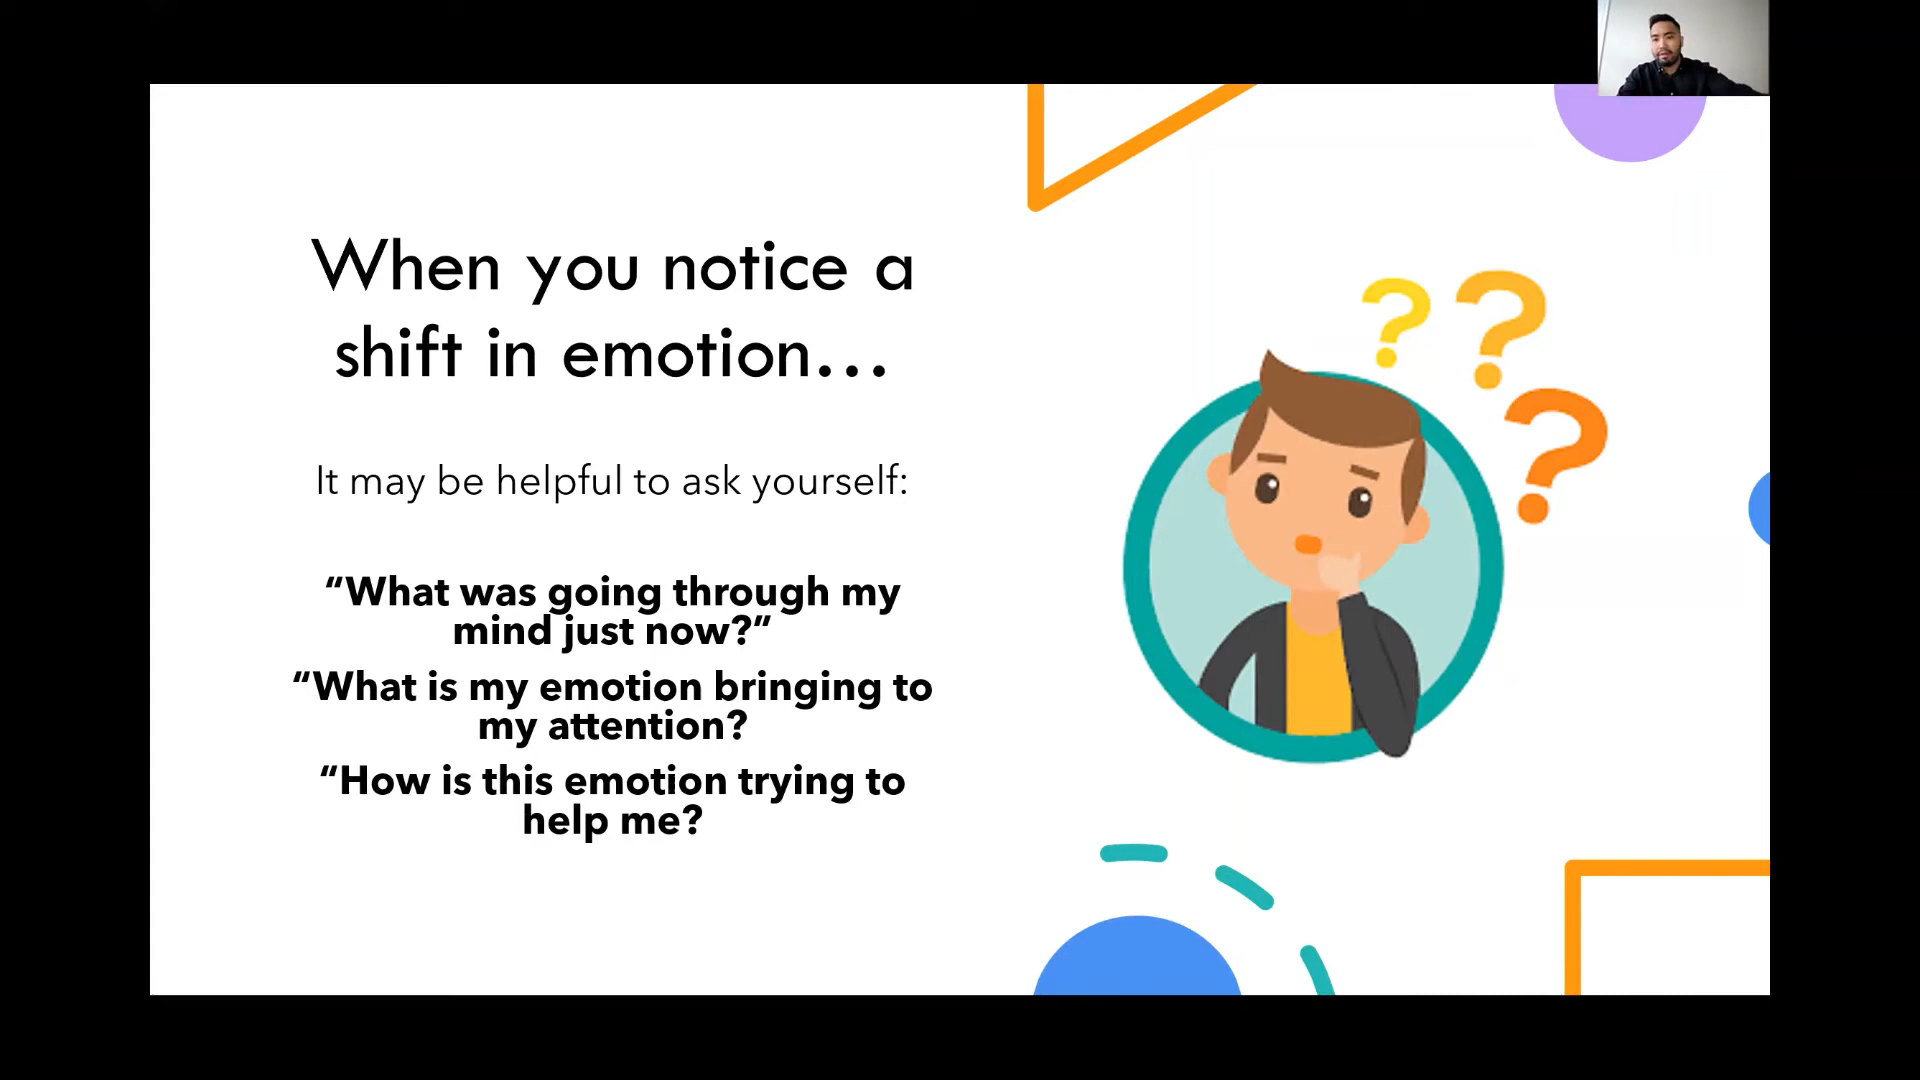 When you notice a
shift in emotion…
It may be helpful to ask yourself:
“What was going through my
mind just now?”
“What is my emotion bringing to
my attention?
“How is this emotion trying to
help me?
???